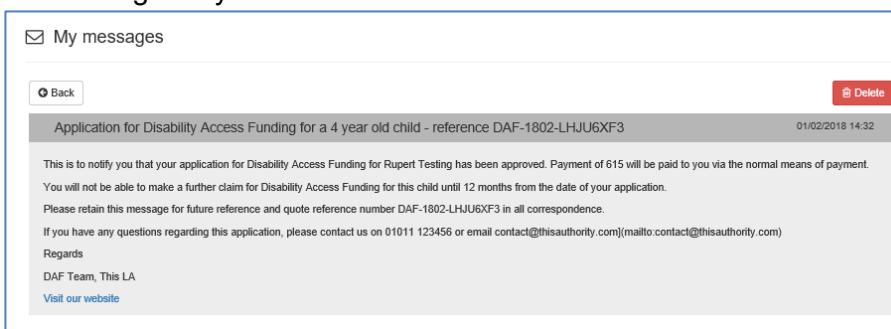 My messages
Back
Delete
Application for Disability Access Funding for a 4 year old child - reference DAF-1802-LHJU6XF3 01/02/2018 14:32
This is to notify you that your application for Disability Access Funding for Rupert Testing has been approved. Payment of 615 will be paid to you via the normal means of payment.
You will not be able to make a further claim for Disability Access Funding for this child until 12 months from the date of your application.
Please retain this message for future reference and quote reference number DAF-1802-LHJU6XF3 in all correspondence.
If you have any questions regarding this application, please contact us on 01011 123456 or email contact@thisauthority.com](mailto:contact@thisauthority.com)
Regards
DAF Team, This LA
Visit our website